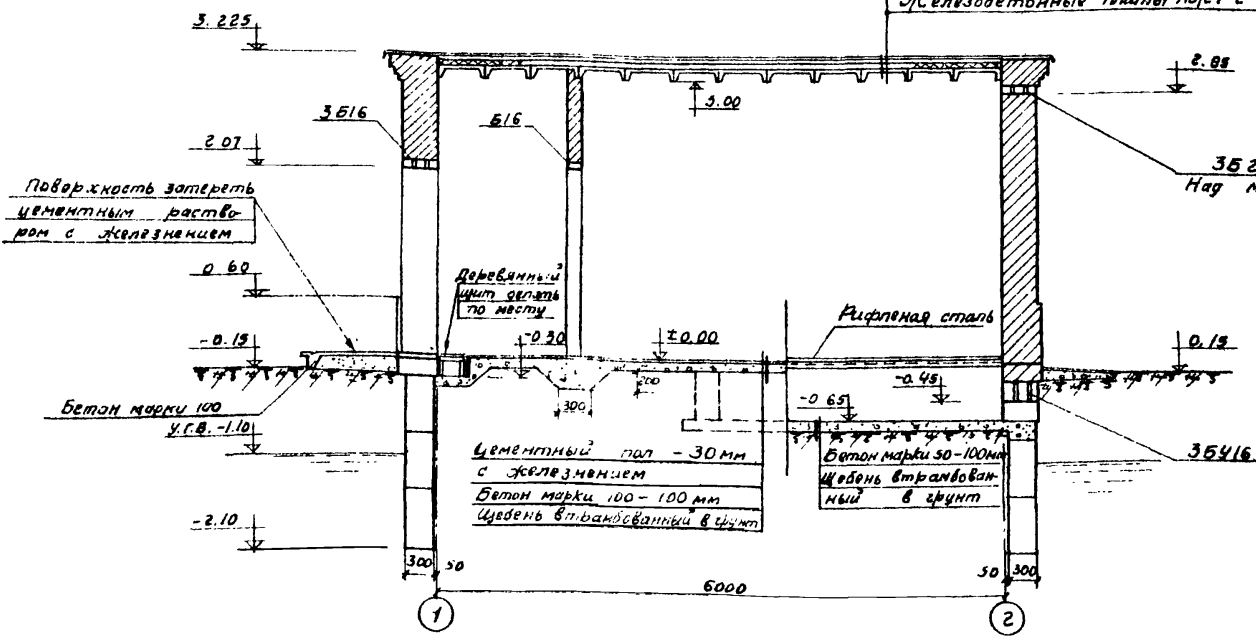 Железобетонные
3.225
2.85
3.00
3Б16
Б16
2.07
Поверхность затереть
цементным раство-
ром с железнением
3Б
Над
0.60
Деревянный
щит делать
по месту
-0.30
±0.00
Рифленая сталь
-0.15
0.15
-0.45
-0.65
200
300
Бетон марки 100
У.Г.В. -1.10
Цементный пол - 30 мм
с железнением
Бетон марки 100 - 100 мм
Щебень втрамбованный в грунт
Бетон марки 50-100мм
Щебень втрамбован-
ный в грунт
3БУ16
-2.10
300 50
6000
50 300
1
2